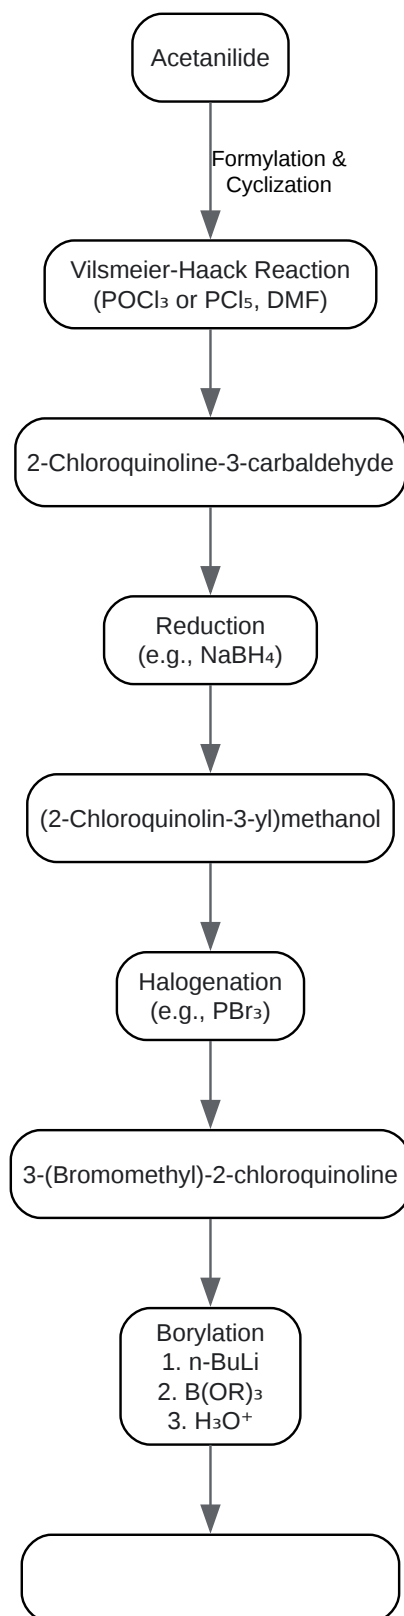 Acetanilide
Formylation &
Cyclization
Vilsmeier-Haack Reaction
(POCl₃ or PCl₅, DMF)
2-Chloroquinoline-3-carbaldehyde
Reduction
(e.g., NaBH₄)
(2-Chloroquinolin-3-yl)methanol
Halogenation
(e.g., PBr₃)
3-(Bromomethyl)-2-chloroquinoline
Borylation
1. n-BuLi
2. B(OR)₃
3. H₃O⁺